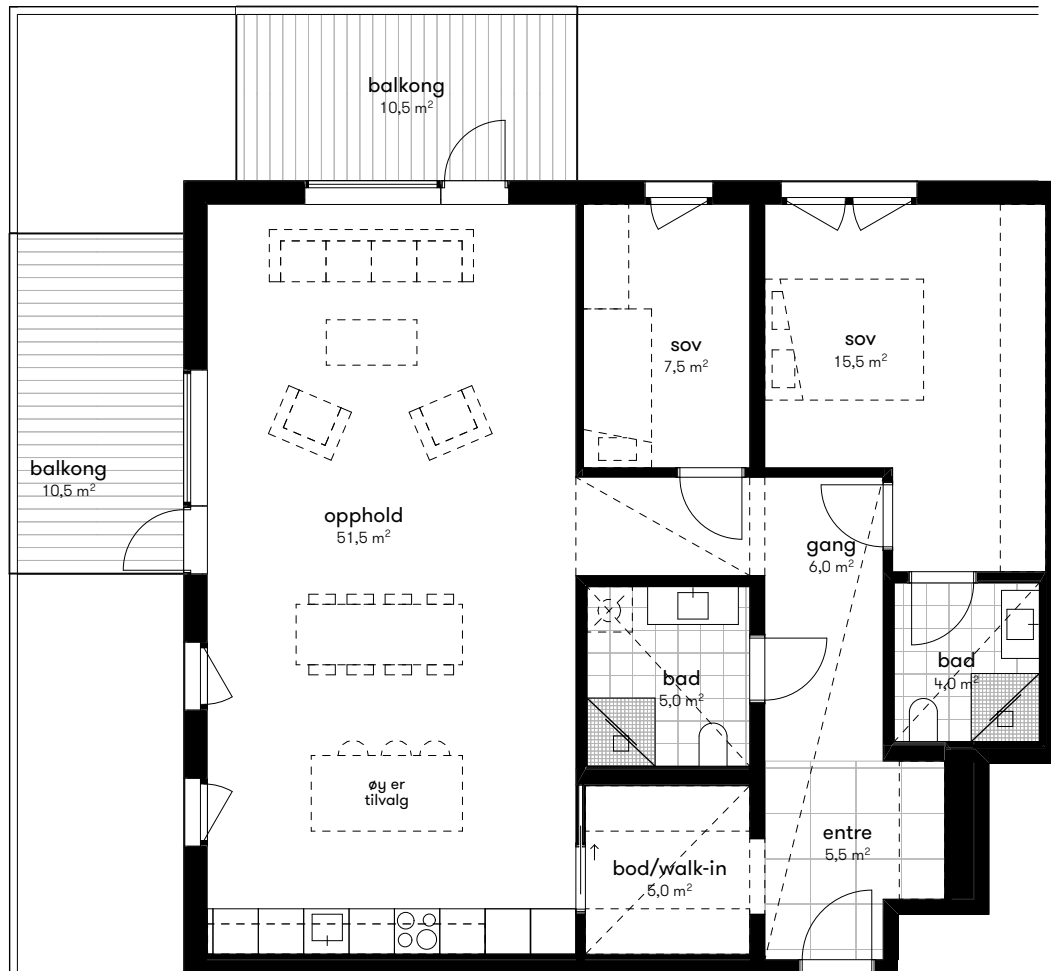 balkong
10,5 m²
sov
7,5 m²
sov
15,5 m²
balkong
10,5 m²
opphold
51,5 m²
gang
6,0 m²
bad
5,0 m²
bad
4,0 m²
øy er
tilvalg
entre
5,5 m²
bod/walk-in
5,0 m²